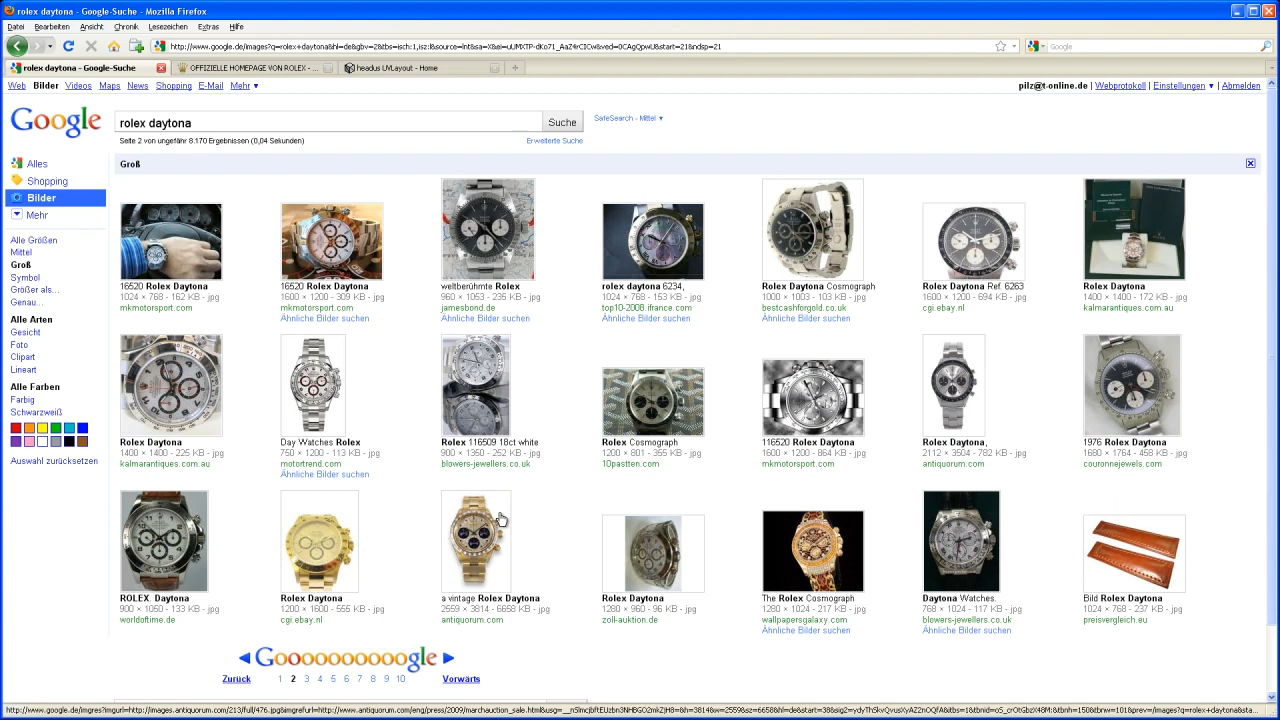 rolex daytona - Google-Suche - Mozilla Firefox
Datei Bearbeiten Ansicht Chronik Lesezeichen Extras Hilfe
Google
rolex daytona - Google-Suche
OFFIZIELLE HOMEPAGE VON ROLEX - ...
headus UVLayout - Home
Web Bilder Videos Maps News Shopping E-Mail Mehr ▼
pilz@t-online.de | Webprotokoll | Einstellungen ▼ | Abmelden
Google
rolex daytona
Suche
SafeSearch - Mittel ▼
Seite 2 von ungefähr 8.170 Ergebnissen (0,04 Sekunden)
Erweiterte Suche
Alles
Shopping
Bilder
Mehr
Alle Größen
Mittel
Groß
Symbol
Größer als...
Genau...
Alle Arten
Gesicht
Foto
Clipart
Lineart
Alle Farben
Farbig
Schwarzweiß
Auswahl zurücksetzen
Groß
16520 Rolex Daytona
1024 × 768 - 162 KB - jpg
mkmotorsport.com
16520 Rolex Daytona
1600 × 1200 - 309 KB - jpg
mkmotorsport.com
Ähnliche Bilder suchen
weltberühmte Rolex
960 × 1053 - 235 KB - jpg
jamesbond.de
Ähnliche Bilder suchen
rolex daytona 6234,
1024 × 768 - 153 KB - jpg
top10-2008.ifrance.com
Ähnliche Bilder suchen
Rolex Daytona Cosmograph
1000 × 1003 - 103 KB - jpg
bestcashforgold.co.uk
Ähnliche Bilder suchen
Rolex Daytona Ref. 6263
1600 × 1200 - 694 KB - jpg
cgi.ebay.nl
Rolex Daytona
1400 × 1400 - 172 KB - jpg
kalmarantiques.com.au
Rolex Daytona
1400 × 1400 - 225 KB - jpg
kalmarantiques.com.au
Day Watches Rolex
750 × 1200 - 113 KB - jpg
motortrend.com
Ähnliche Bilder suchen
Rolex 116509 18ct white
900 × 1350 - 252 KB - jpg
blowers-jewellers.co.uk
Rolex Cosmograph
1200 × 801 - 355 KB - jpg
10pastten.com
116520 Rolex Daytona
1600 × 1200 - 864 KB - jpg
mkmotorsport.com
Rolex Daytona,
2112 × 3504 - 782 KB - jpg
antiquorum.com
1976 Rolex Daytona
1680 × 1764 - 458 KB - jpg
couronnejewels.com
ROLEX. Daytona
900 × 1050 - 133 KB - jpg
worldoftime.de
Rolex Daytona
1200 × 1600 - 555 KB - jpg
cgi.ebay.nl
a vintage Rolex Daytona
2559 × 3814 - 6658 KB - jpg
antiquorum.com
Rolex Daytona
1280 × 960 - 96 KB - jpg
zoll-auktion.de
The Rolex Cosmograph
1280 × 1024 - 217 KB - jpg
wallpapersgalaxy.com
Ähnliche Bilder suchen
Daytona Watches.
768 × 1024 - 117 KB - jpg
blowers-jewellers.co.uk
Ähnliche Bilder suchen
Bild Rolex Daytona
1024 × 768 - 237 KB - jpg
preisvergleich.eu
Goooooooooogle
Zurück 1 2 3 4 5 6 7 8 9 10 Vorwärts